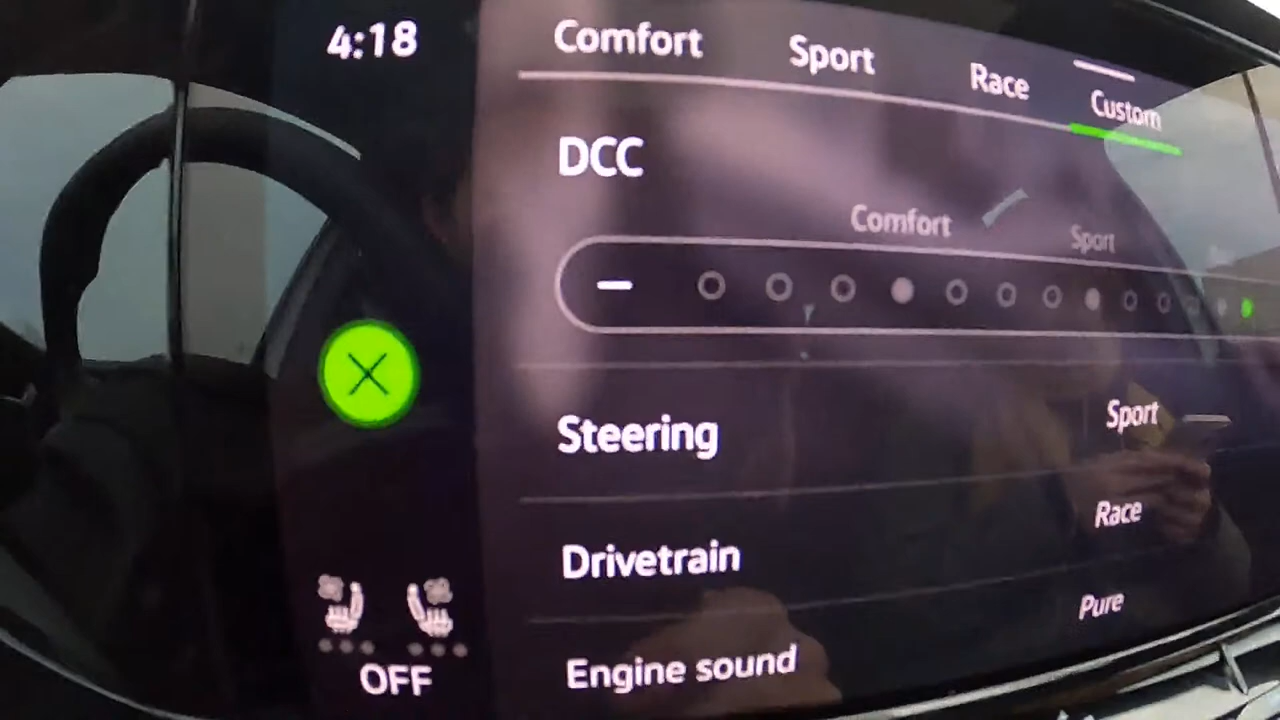 4:18
Comfort Sport Race Custom
DCC
Comfort Sport
Steering Sport
Drivetrain Race
Engine sound Pure
OFF